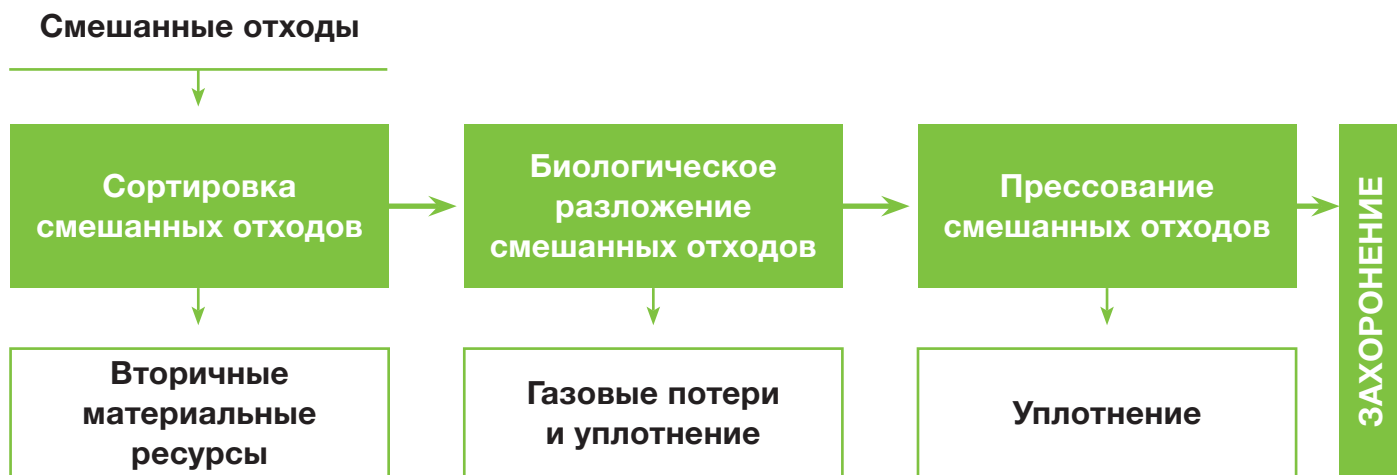 Смешанные отходы
Сортировка
смешанных отходов
Биологическое
разложение
смешанных отходов
Прессование
смешанных отходов
ЗАХОРОНЕНИЕ
Вторичные
материальные
ресурсы
Газовые потери
и уплотнение
Уплотнение